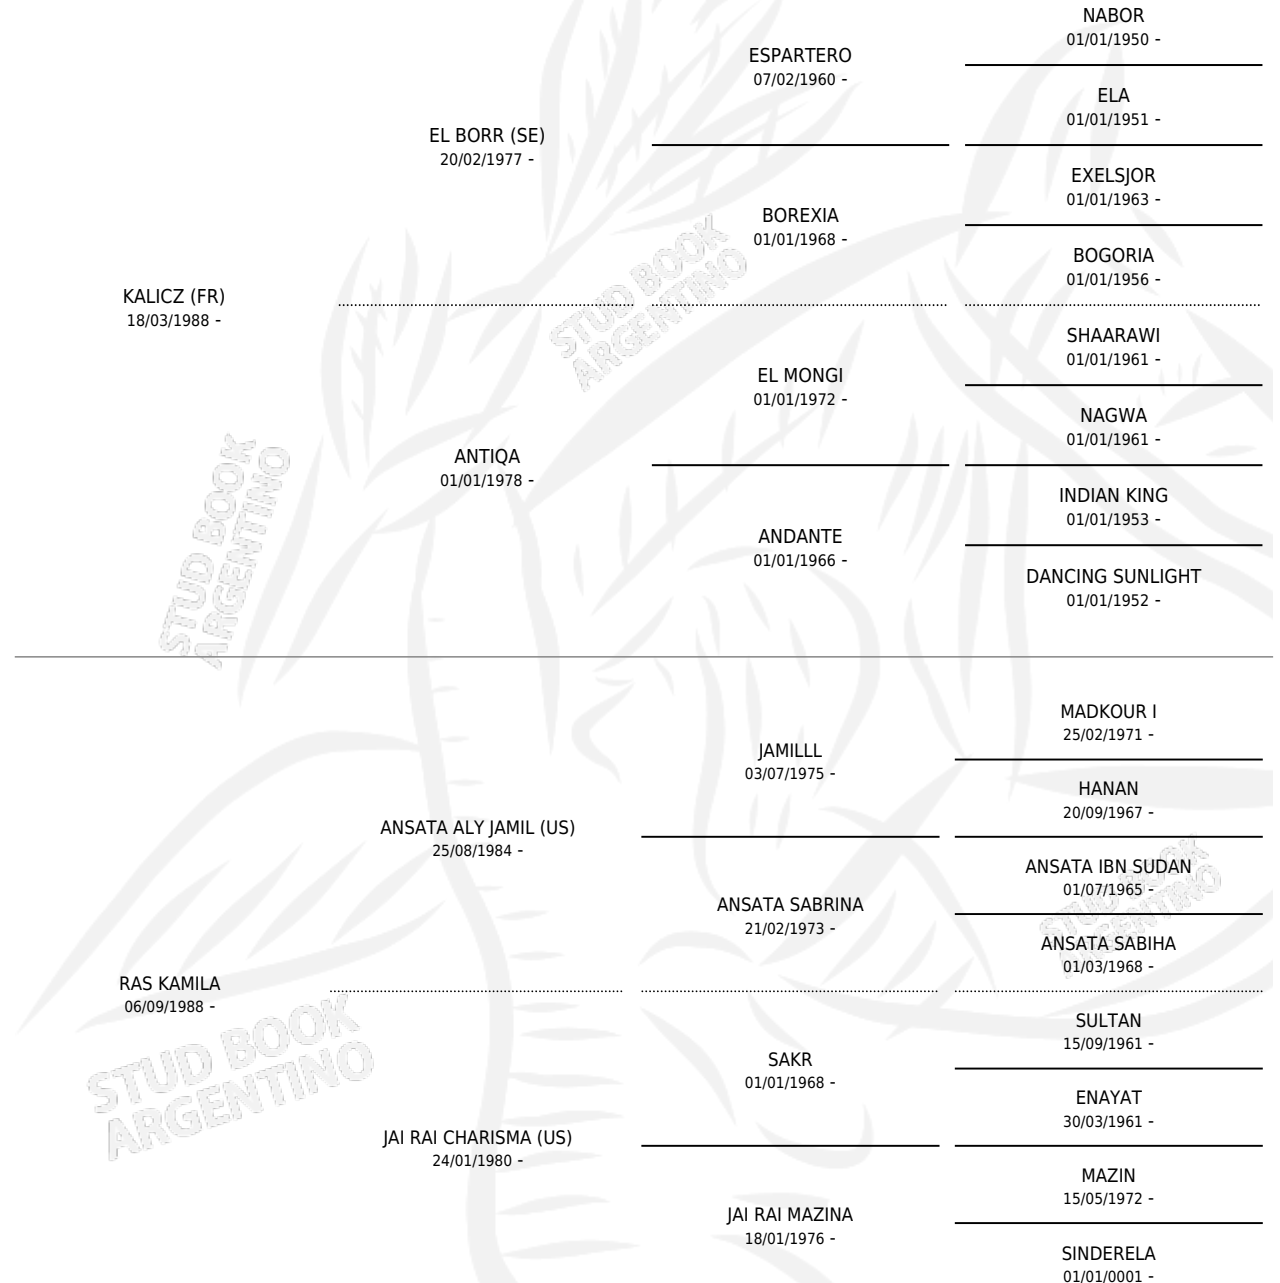 NABOR
01/01/1950 -
ESPARTERO
07/02/1960 -
ELA
01/01/1951 -
EL BORR (SE)
20/02/1977 -
EXELSJOR
01/01/1963 -
BOREXIA
01/01/1968 -
BOGORIA
01/01/1956 -
KALICZ (FR)
18/03/1988 -
SHAARAWI
01/01/1961 -
EL MONGI
01/01/1972 -
NAGWA
01/01/1961 -
ANTIQA
01/01/1978 -
INDIAN KING
01/01/1953 -
ANDANTE
01/01/1966 -
DANCING SUNLIGHT
01/01/1952 -
STUD BOOK
ARGENTINO
STUD BOOK
ARGENTINO
MADKOUR I
25/02/1971 -
JAMILLL
03/07/1975 -
HANAN
20/09/1967 -
ANSATA ALY JAMIL (US)
25/08/1984 -
ANSATA IBN SUDAN
01/07/1965 -
ANSATA SABRINA
21/02/1973 -
ANSATA SABIHA
01/03/1968 -
STUD BOOK
ARGENTINO
RAS KAMILA
06/09/1988 -
SULTAN
15/09/1961 -
SAKR
01/01/1968 -
ENAYAT
30/03/1961 -
JAI RAI CHARISMA (US)
24/01/1980 -
MAZIN
15/05/1972 -
JAI RAI MAZINA
18/01/1976 -
SINDERELA
01/01/0001 -
STUD BOOK
ARGENTINO